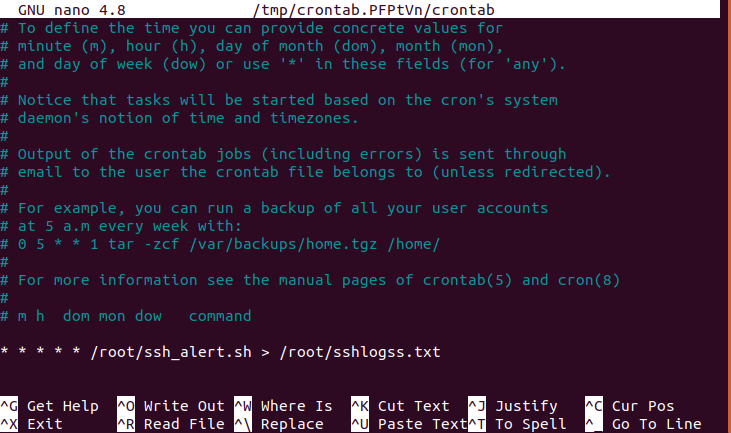 GNU nano 4.8 /tmp/crontab.PFPtVn/crontab
# To define the time you can provide concrete values for
# minute (m), hour (h), day of month (dom), month (mon),
# and day of week (dow) or use '*' in these fields (for 'any').
#
# Notice that tasks will be started based on the cron's system
# daemon's notion of time and timezones.
#
# Output of the crontab jobs (including errors) is sent through
# email to the user the crontab file belongs to (unless redirected).
#
# For example, you can run a backup of all your user accounts
# at 5 a.m every week with:
# 0 5 * * 1 tar -zcf /var/backups/home.tgz /home/
#
# For more information see the manual pages of crontab(5) and cron(8)
#
# m h  dom mon dow   command
* * * * * /root/ssh_alert.sh > /root/sshlogss.txt
^G Get Help ^O Write Out ^W Where Is ^K Cut Text ^J Justify ^C Cur Pos
^X Exit ^R Read File ^\ Replace ^U Paste Text ^T To Spell ^_ Go To Line